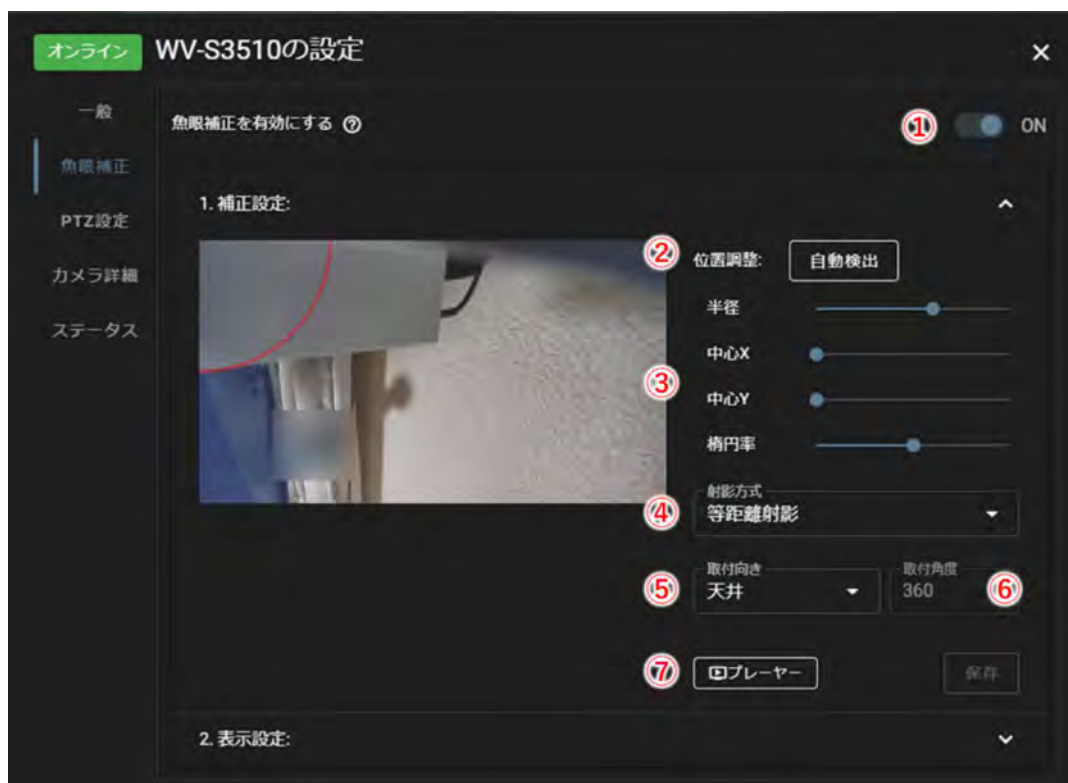 オンライン WV-S3510の設定 ×
一般
魚眼補正
PTZ設定
カメラ詳細
ステータス
魚眼補正を有効にする ?
① ON
1. 補正設定:
② 位置調整: 自動検出
半径
中心X
③
中心Y
楕円率
射影方式
④ 等距離射影
取付向き
⑤ 天井
取付角度
360 ⑥
⑦ プレーヤー
保存
2. 表示設定: